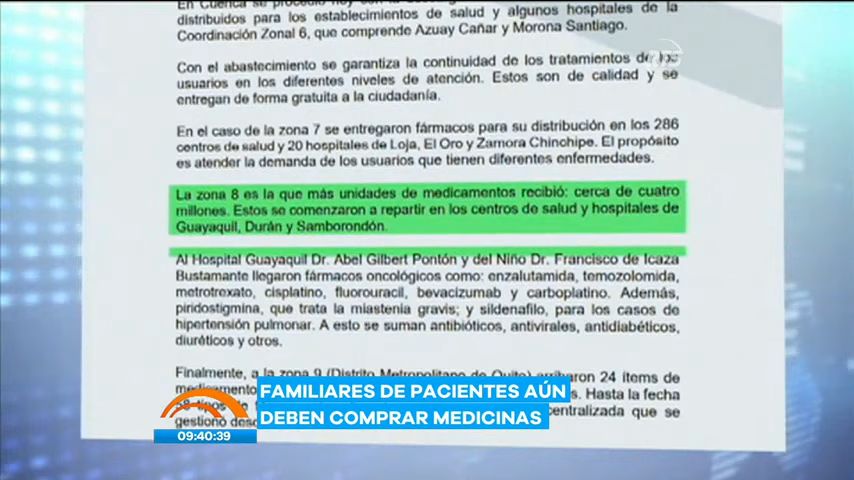 En Cuenca se procedió hoy
distribuidos para los establecimientos de salud y algunos hospitales de la
Coordinación Zonal 6, que comprende Azuay Cañar y Morona Santiago.
Con el abastecimiento se garantiza la continuidad de los tratamientos de los
usuarios en los diferentes niveles de atención. Estos son de calidad y se
entregan de forma gratuita a la ciudadanía.
En el caso de la zona 7 se entregaron fármacos para su distribución en los 286
centros de salud y 20 hospitales de Loja, El Oro y Zamora Chinchipe. El propósito
es atender la demanda de los usuarios que tienen diferentes enfermedades.
La zona 8 es la que más unidades de medicamentos recibió: cerca de cuatro
millones. Estos se comenzaron a repartir en los centros de salud y hospitales de
Guayaquil, Durán y Samborondón.
Al Hospital Guayaquil Dr. Abel Gilbert Pontón y del Niño Dr. Francisco de Icaza
Bustamante llegaron fármacos oncológicos como: enzalutamida, temozolomida,
metrotrexato, cisplatino, fluorouracil, bevacizumab y carboplatino. Además,
piridostigmina, que trata la miastenia gravis; y sildenafilo, para los casos de
hipertensión pulmonar. A esto se suman antibióticos, antivirales, antidiabéticos,
diuréticos y otros.
Finalmente, a la zona 9 (Distrito Metropolitano de Quito) arribaron 24 ítems de
Hasta la fecha
58 tipos de
gestionó centralizada que se
FAMILIARES DE PACIENTES AÚN
DEBEN COMPRAR MEDICINAS
09:40:39